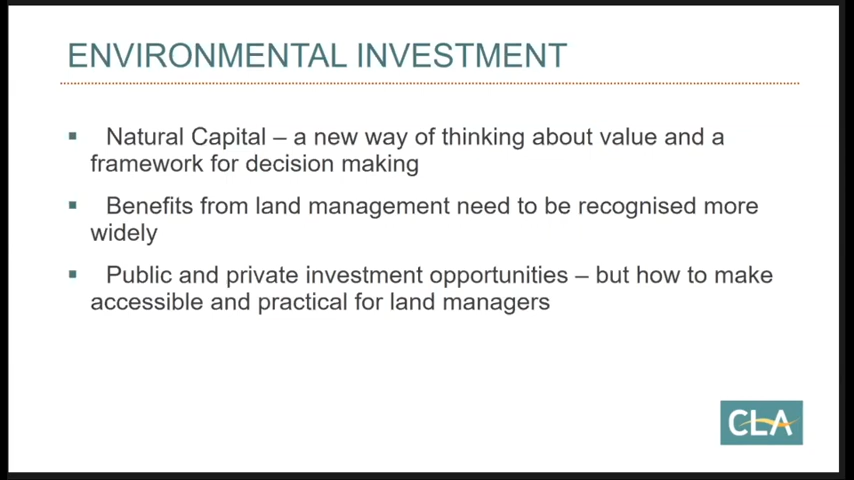 ENVIRONMENTAL INVESTMENT
▪ Natural Capital – a new way of thinking about value and a
framework for decision making
▪ Benefits from land management need to be recognised more
widely
▪ Public and private investment opportunities – but how to make
accessible and practical for land managers
CLA